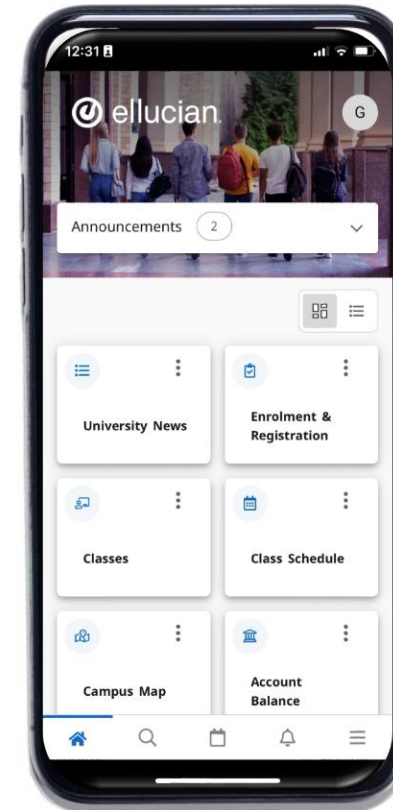 12:31
ellucian
G
Announcements 2
University News
Enrolment &
Registration
Classes
Class Schedule
Campus Map
Account
Balance